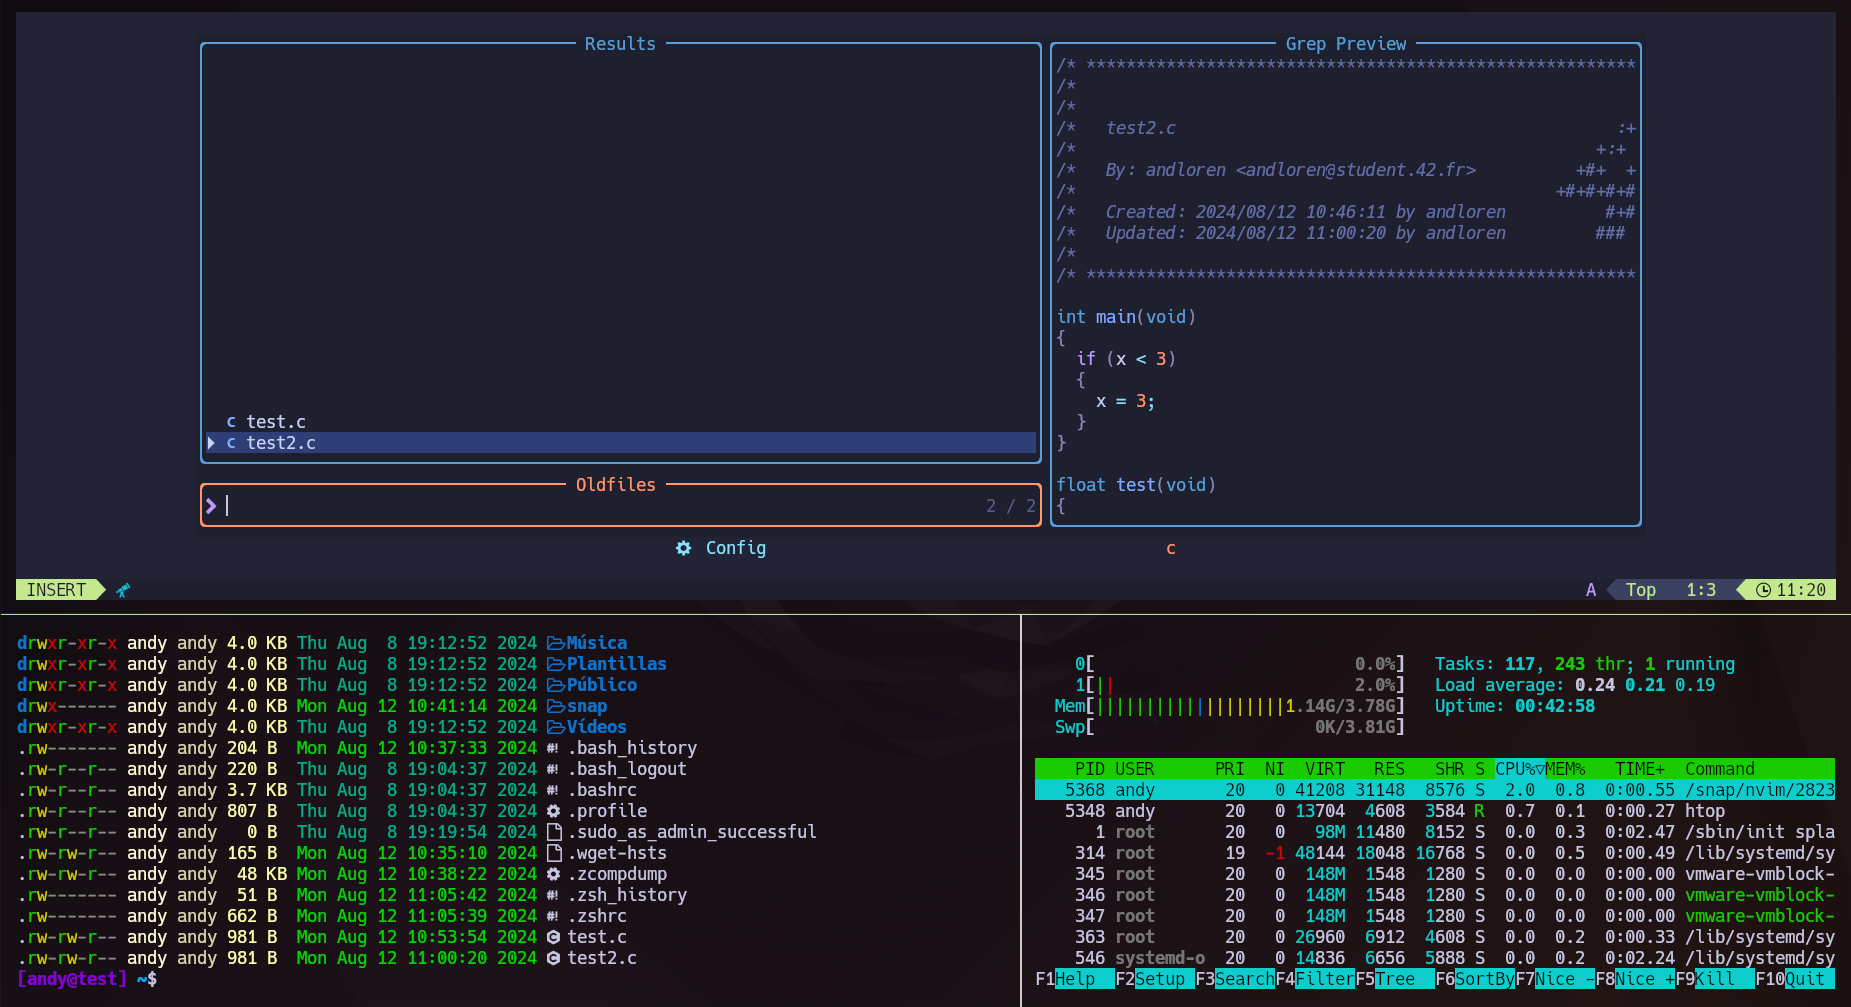 Results
test.c
test2.c
Oldfiles
2 / 2
Grep Preview
/* *******************************************************
/*
/*
/*   test2.c                                            :+
/*                                                    +:+
/*   By: andloren <andloren@student.42.fr>          +#+  +
/*                                                +#+#+#+#
/*   Created: 2024/08/12 10:46:11 by andloren          #+#
/*   Updated: 2024/08/12 11:00:20 by andloren         ###
/*
/* *******************************************************
int main(void)
{
  if (x < 3)
  {
    x = 3;
  }
}
float test(void)
{
Config
c
INSERT
A Top 1:3 11:20
drwxr-xr-x andy andy 4.0 KB Thu Aug  8 19:12:52 2024 Música
drwxr-xr-x andy andy 4.0 KB Thu Aug  8 19:12:52 2024 Plantillas
drwxr-xr-x andy andy 4.0 KB Thu Aug  8 19:12:52 2024 Público
drwx------ andy andy 4.0 KB Mon Aug 12 10:41:14 2024 snap
drwxr-xr-x andy andy 4.0 KB Thu Aug  8 19:12:52 2024 Vídeos
.rw------- andy andy 204 B  Mon Aug 12 10:37:33 2024 .bash_history
.rw-r--r-- andy andy 220 B  Thu Aug  8 19:04:37 2024 .bash_logout
.rw-r--r-- andy andy 3.7 KB Thu Aug  8 19:04:37 2024 .bashrc
.rw-r--r-- andy andy 807 B  Thu Aug  8 19:04:37 2024 .profile
.rw-r--r-- andy andy   0 B  Thu Aug  8 19:19:54 2024 .sudo_as_admin_successful
.rw-rw-r-- andy andy 165 B  Mon Aug 12 10:35:10 2024 .wget-hsts
.rw-rw-r-- andy andy  48 KB Mon Aug 12 10:38:22 2024 .zcompdump
.rw------- andy andy  51 B  Mon Aug 12 11:05:42 2024 .zsh_history
.rw------- andy andy 662 B  Mon Aug 12 11:05:39 2024 .zshrc
.rw-rw-r-- andy andy 981 B  Mon Aug 12 10:53:54 2024 test.c
.rw-rw-r-- andy andy 981 B  Mon Aug 12 11:00:20 2024 test2.c
[andy@test] ~$
0[                          0.0%]
1[||                        2.0%]
Mem[|||||||||||||||||||1.14G/3.78G]
Swp[                      0K/3.81G]
Tasks: 117, 243 thr; 1 running
Load average: 0.24 0.21 0.19
Uptime: 00:42:58
PID USER      PRI  NI  VIRT   RES   SHR S CPU%▽MEM%   TIME+  Command
5368 andy       20   0 41208 31148  8576 S  2.0  0.8  0:00.55 /snap/nvim/2823
5348 andy       20   0 13704  4608  3584 R  0.7  0.1  0:00.27 htop
1 root       20   0   98M 11480  8152 S  0.0  0.3  0:02.47 /sbin/init spla
314 root       19  -1 48144 18048 16768 S  0.0  0.5  0:00.49 /lib/systemd/sy
345 root       20   0  148M  1548  1280 S  0.0  0.0  0:00.00 vmware-vmblock-
346 root       20   0  148M  1548  1280 S  0.0  0.0  0:00.00 vmware-vmblock-
347 root       20   0  148M  1548  1280 S  0.0  0.0  0:00.00 vmware-vmblock-
363 root       20   0 26960  6912  4608 S  0.0  0.2  0:00.33 /lib/systemd/sy
546 systemd-o  20   0 14836  6656  5888 S  0.0  0.2  0:02.24 /lib/systemd/sy
F1Help  F2Setup F3SearchF4FilterF5Tree  F6SortByF7Nice -F8Nice +F9Kill  F10Quit